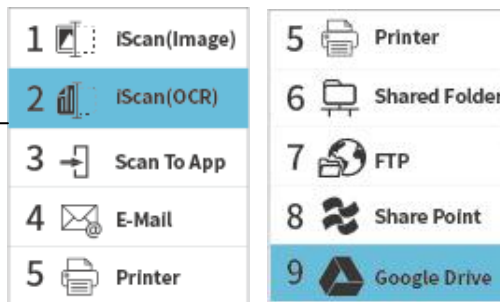 1 iScan(Image)
2 iScan(OCR)
3 Scan To App
4 E-Mail
5 Printer
5 Printer
6 Shared Folder
7 FTP
8 Share Point
9 Google Drive